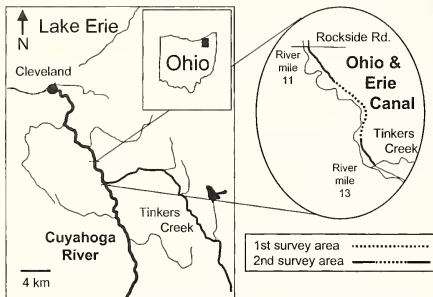 N
Lake Erie
Cleveland
Ohio
Tinkers
Creek
Cuyahoga
River
4 km
Rockside Rd.
River
mile
11
Ohio &
Erie
Canal
Tinkers
Creek
River
mile
13
1st survey area
2nd survey area